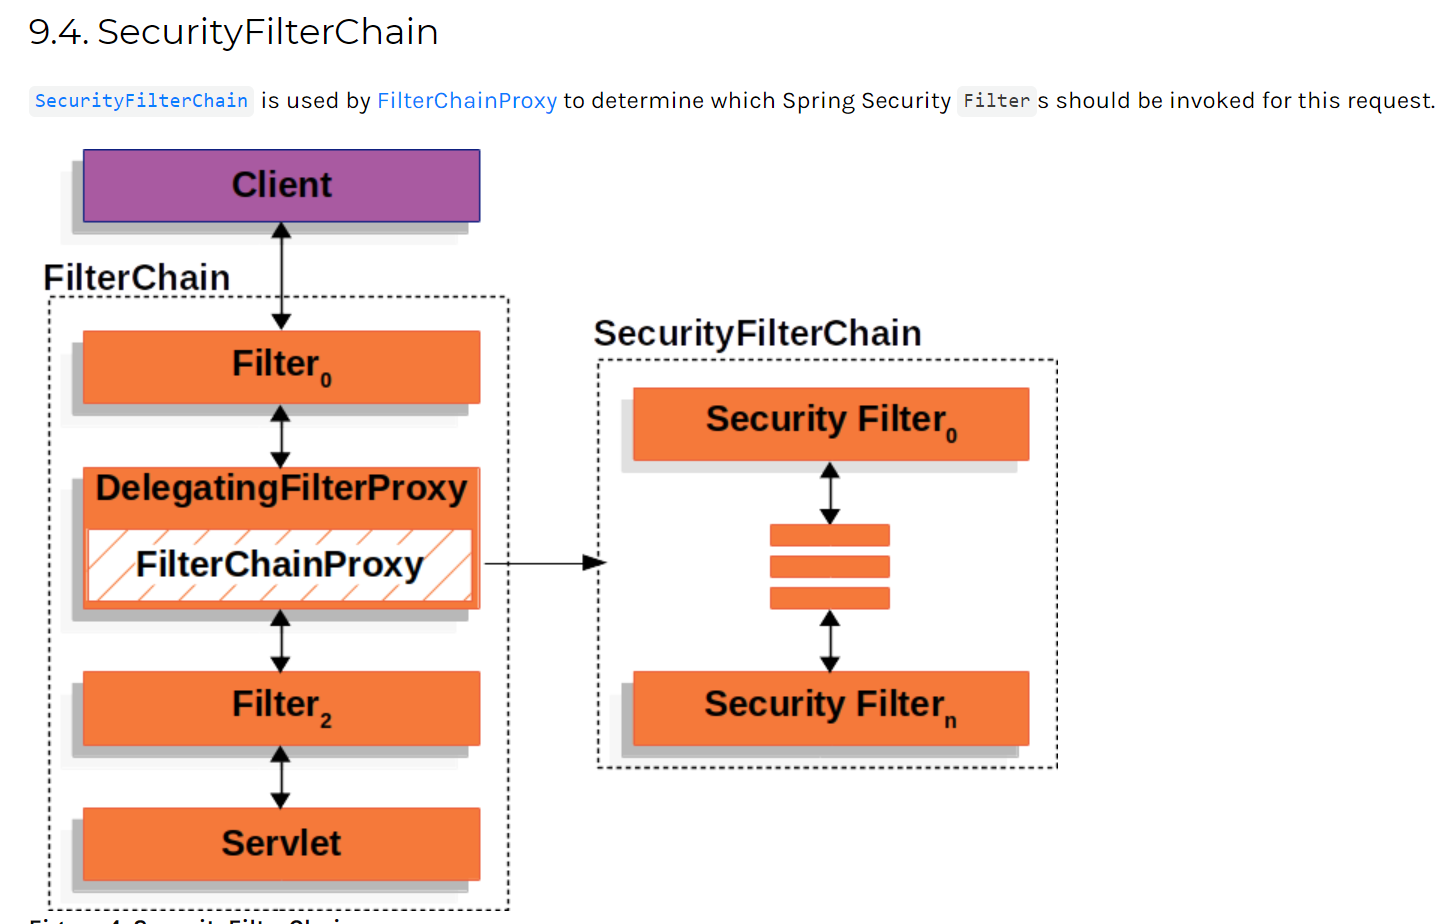 9.4. SecurityFilterChain
SecurityFilterChain is used by FilterChainProxy to determine which Spring Security Filter s should be invoked for this request.
Client
FilterChain
Filter0
DelegatingFilterProxy
FilterChainProxy
Filter2
Servlet
SecurityFilterChain
Security Filter0
Security Filtern